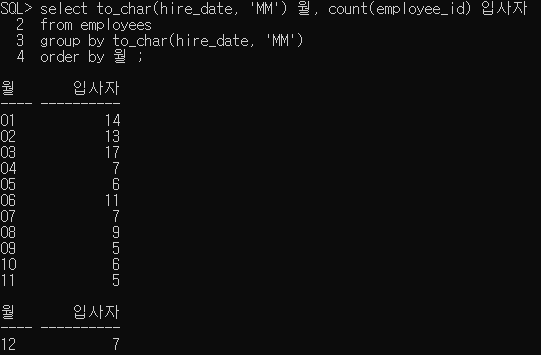 SQL> select to_char(hire_date, 'MM') 월, count(employee_id) 입사자
  2  from employees
  3  group by to_char(hire_date, 'MM')
  4  order by 월 ;

월       입사자
---- ----------
01           14
02           13
03           17
04            7
05            6
06           11
07            7
08            9
09            5
10            6
11            5

월       입사자
---- ----------
12            7